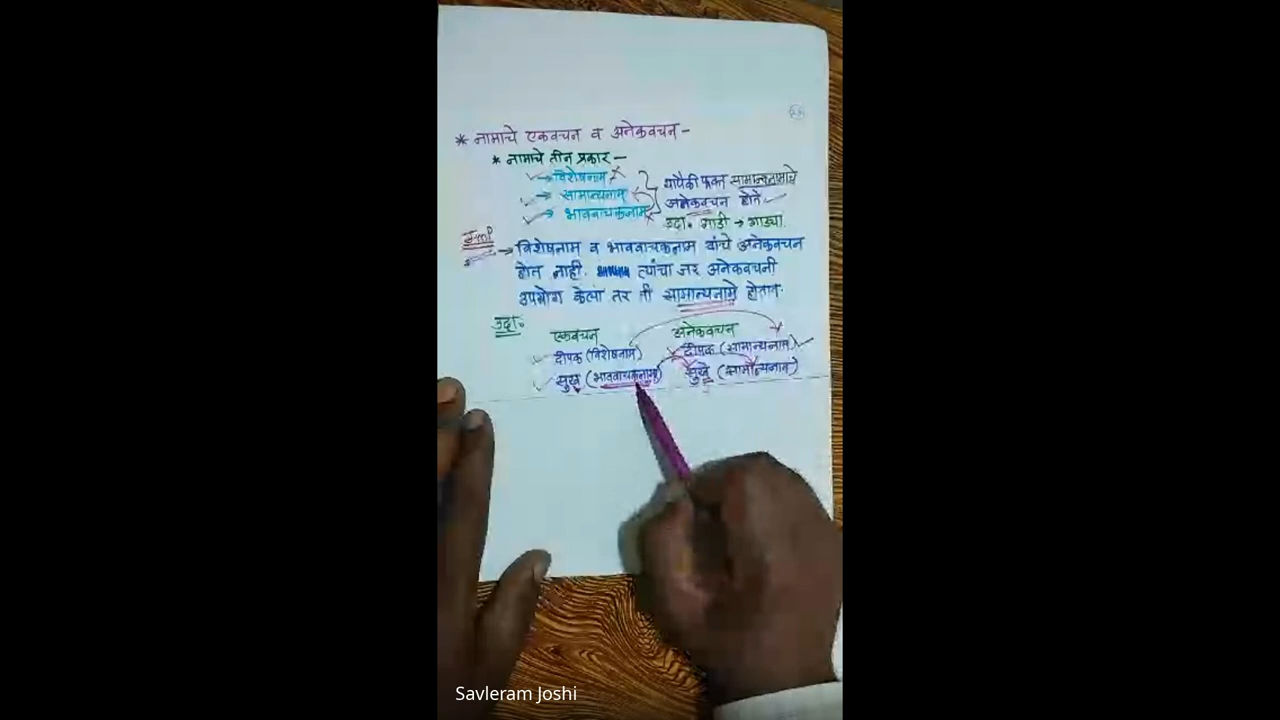 * नामाचे एकवचन व अनेकवचन -
* नामाचे तीन प्रकार -
→ विशेषनाम
→ सामान्यनाम
→ भाववाचकनाम
यापैकी फक्त सामान्यनामाचे
अनेकवचन होते
उदा. गाडी → गाड्या.
Imp
→ विशेषनाम व भाववाचकनाम यांचे अनेकवचन
होत नाही. त्यांचा जर अनेकवचनी
उपयोग केला तर ती सामान्यनामे होतात.
उदा.
एकवचन अनेकवचन
दीपक (विशेषनाम) दीपक (सामान्यनाम)
सुख (भाववाचकनाम) सुखे (सामान्यनाम)
Savleram Joshi